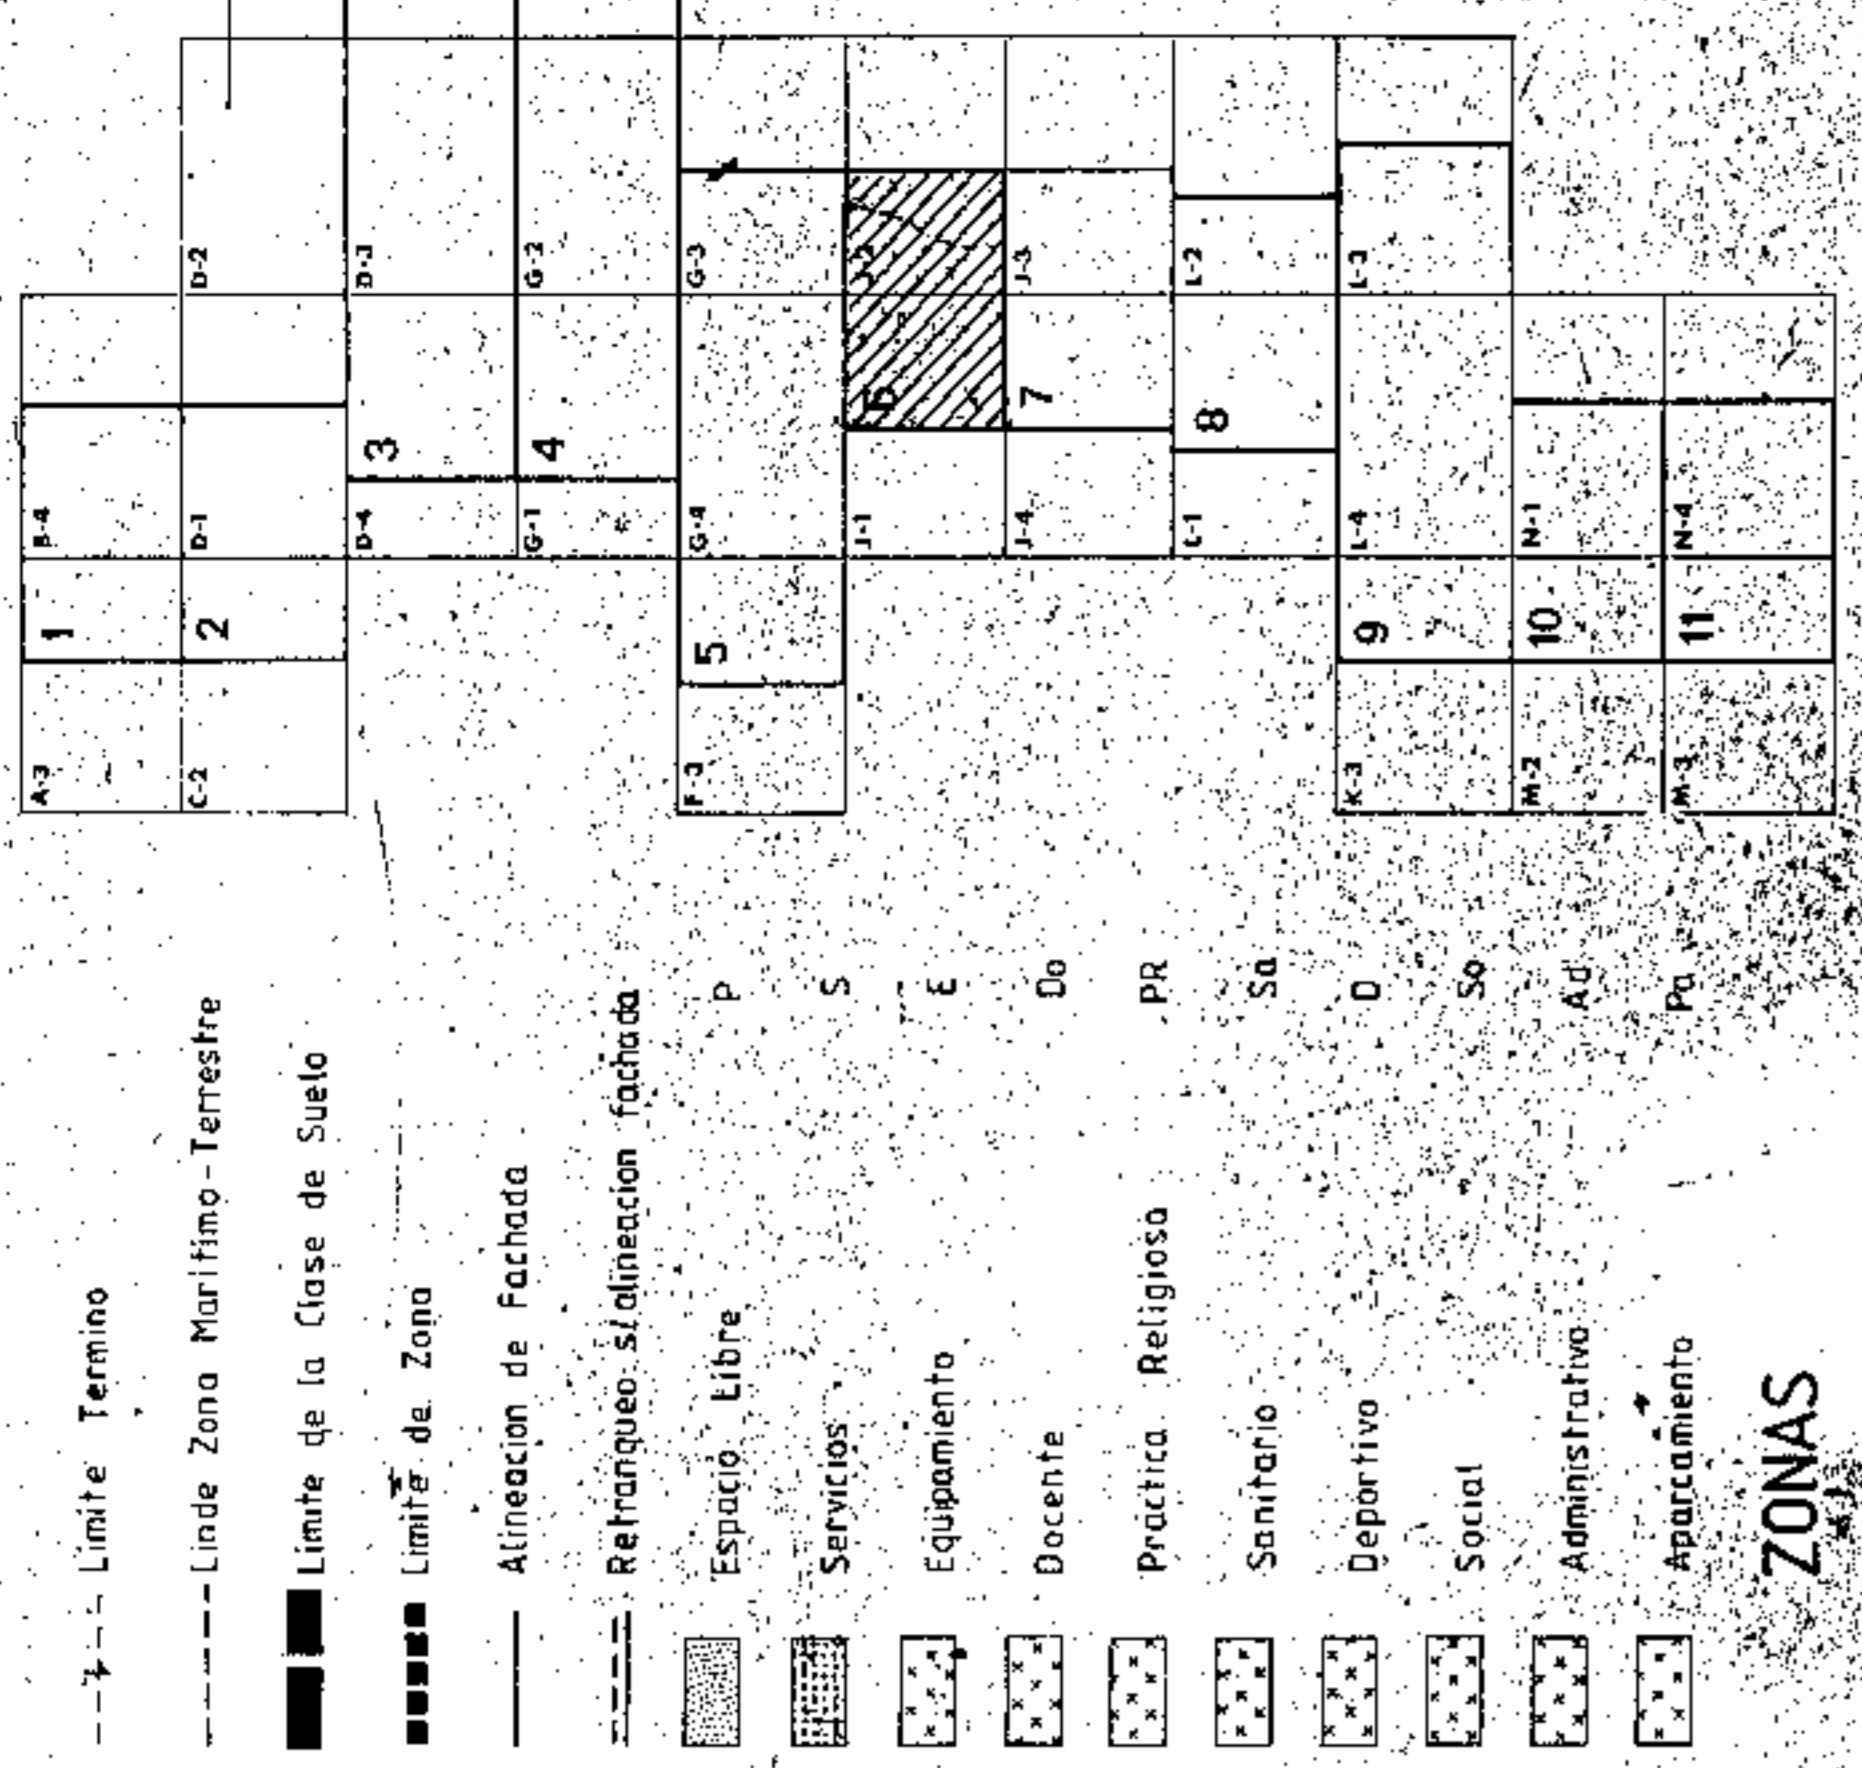 Limite Termino
Linde Zona Maritimo-Terrestre
Limite de la Clase de Suelo
Limite de Zona
Alineacion de Fachada
Retranqueo s/alineacion fachada
Espacio Libre P
Servicios S
Equipamiento E
Docente Do
Practica Religiosa PR
Sanitario Sa
Deportivo D
Social So
Administrativo Ad
Aparcamiento Pa
ZONAS
A-3 1 B-4
C-2 2 D-1 D-2
D-4 3 D-3
G-1 4 G-2
F-3 5 G-4 G-3
J-1 6
J-4 7 J-3
L-1 8 L-2
K-3 9 L-4 L-3
M-2 10 N-1
M-3 11 N-4